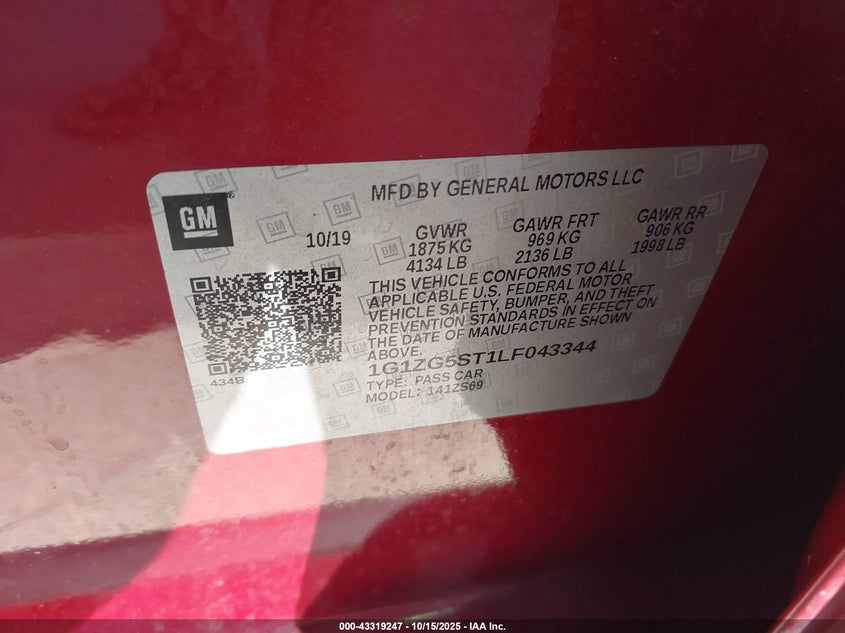 MFD BY GENERAL MOTORS LLC
GM
10/19
GVWR
1875 KG
4134 LB
GAWR FRT
969 KG
2136 LB
GAWR RR
906 KG
1998 LB
THIS VEHICLE CONFORMS TO ALL
APPLICABLE U.S. FEDERAL MOTOR
VEHICLE SAFETY, BUMPER, AND THEFT
PREVENTION STANDARDS IN EFFECT ON
THE DATE OF MANUFACTURE SHOWN
ABOVE.
1G1ZG5ST1LF043344
TYPE: PASS CAR
MODEL: 141ZS69
434B
000-43319247 - 10/15/2025 - IAA Inc.